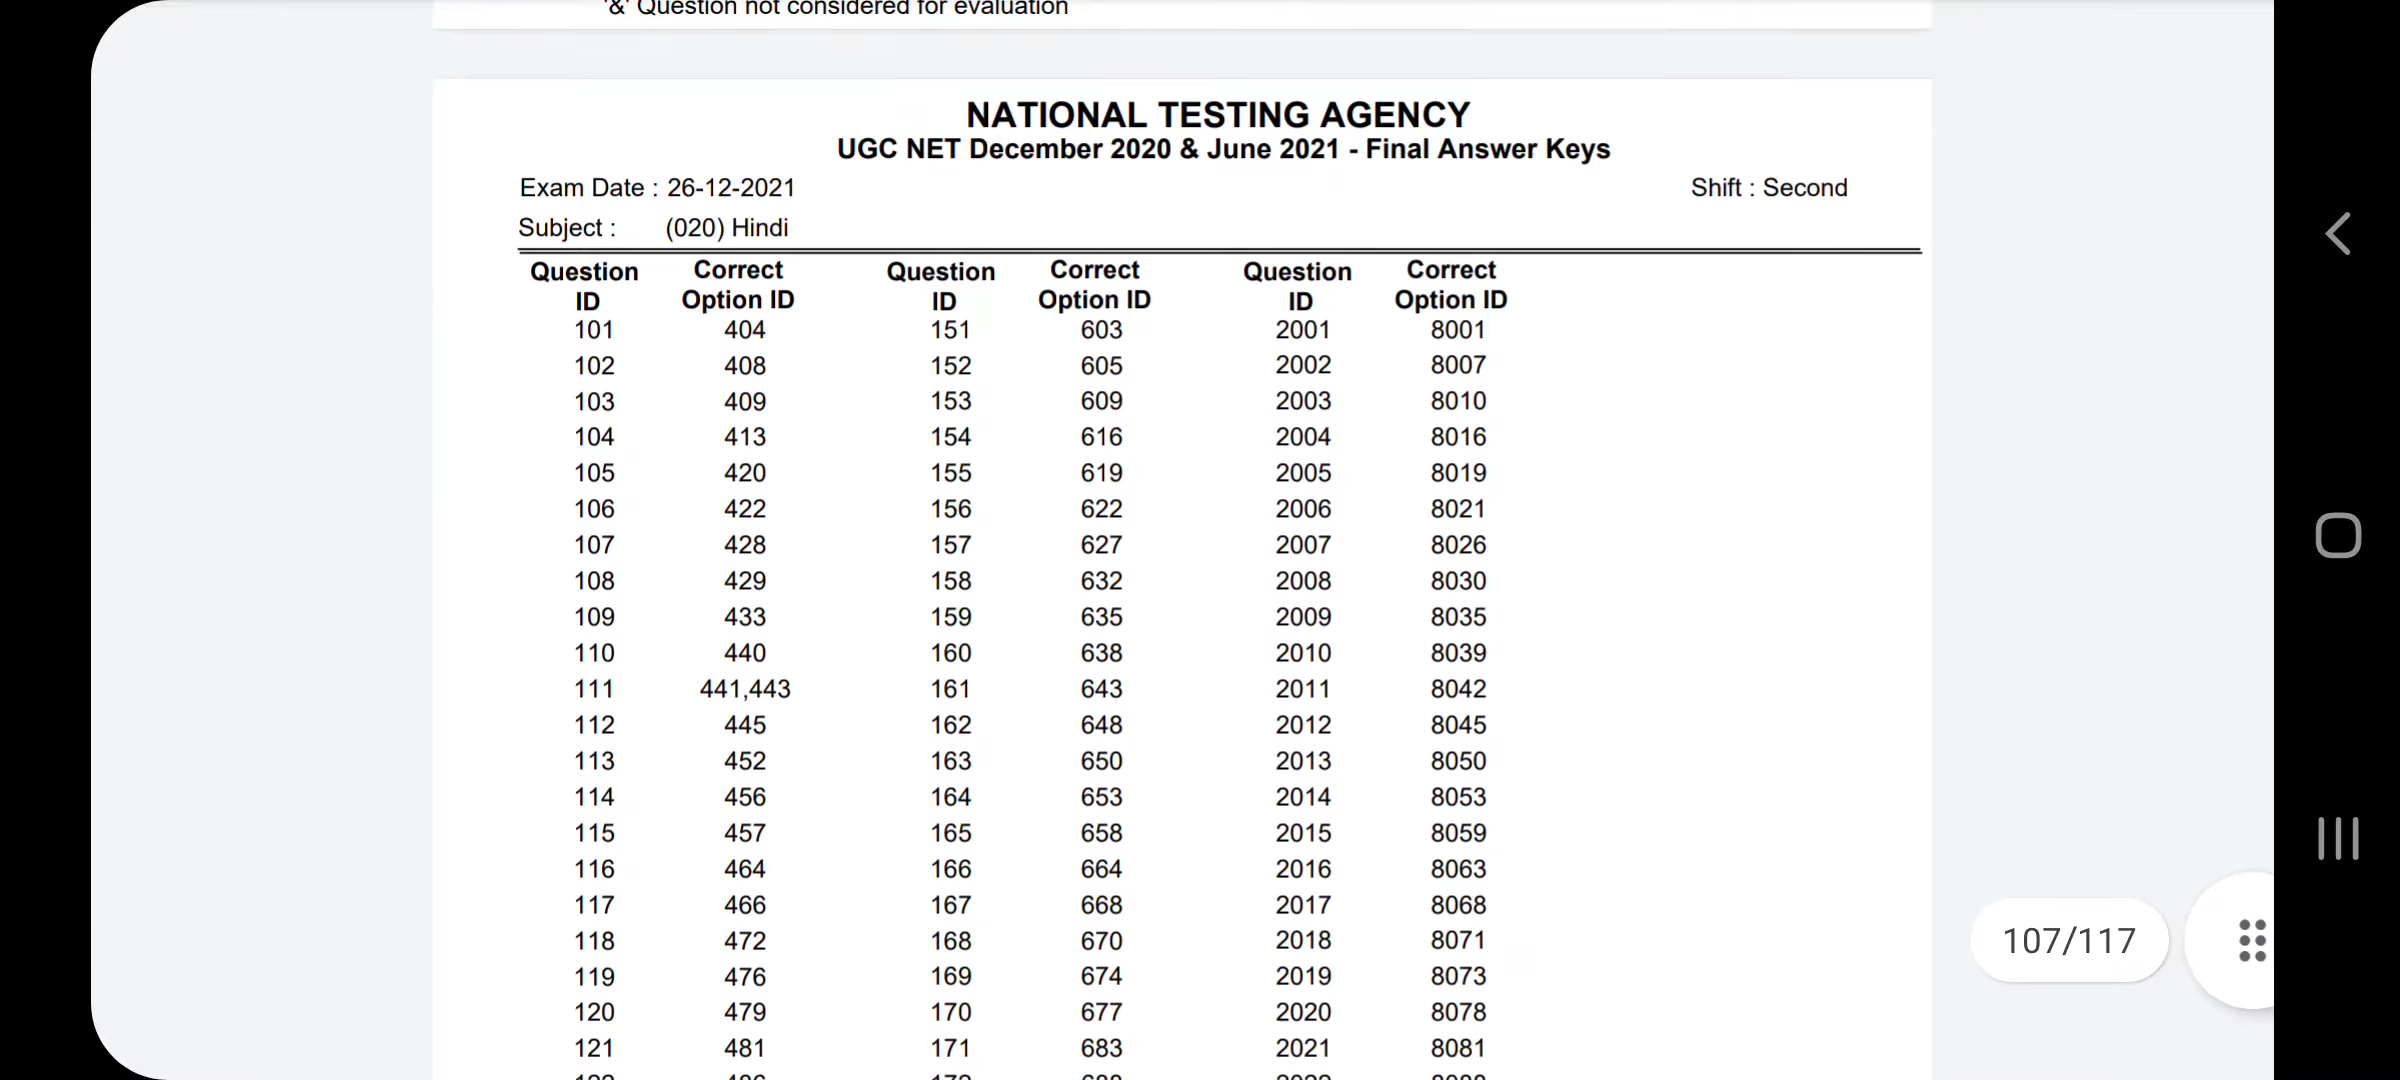 '&' Question not considered for evaluation
NATIONAL TESTING AGENCY
UGC NET December 2020 & June 2021 - Final Answer Keys
Exam Date : 26-12-2021 Shift : Second
Subject : (020) Hindi
Question Correct Question Correct Question Correct
ID Option ID ID Option ID ID Option ID
101 404 151 603 2001 8001
102 408 152 605 2002 8007
103 409 153 609 2003 8010
104 413 154 616 2004 8016
105 420 155 619 2005 8019
106 422 156 622 2006 8021
107 428 157 627 2007 8026
108 429 158 632 2008 8030
109 433 159 635 2009 8035
110 440 160 638 2010 8039
111 441,443 161 643 2011 8042
112 445 162 648 2012 8045
113 452 163 650 2013 8050
114 456 164 653 2014 8053
115 457 165 658 2015 8059
116 464 166 664 2016 8063
117 466 167 668 2017 8068
118 472 168 670 2018 8071
119 476 169 674 2019 8073
120 479 170 677 2020 8078
121 481 171 683 2021 8081
107/117